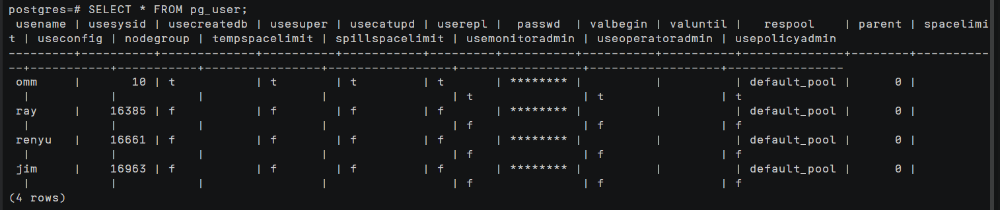 postgres=# SELECT * FROM pg_user;
 usename | usesysid | usecreatedb | usesuper | usecatupd | userepl |  passwd  | valbegin | valuntil |   respool    | parent | spacelimi
t | useconfig | nodegroup | tempspacelimit | spillspacelimit | usemonitoradmin | useoperatoradmin | usepolicyadmin
---------+----------+-------------+----------+-----------+---------+----------+----------+----------+--------------+--------+----------
--+-----------+-----------+----------------+-----------------+-----------------+------------------+----------------
 omm     |       10 | t           | t        | t         | t       | ******** |          |          | default_pool |      0 |
  |           |           |                |                 | t               | t                | t
 ray     |    16385 | f           | f        | f         | f       | ******** |          |          | default_pool |      0 |
  |           |           |                |                 | f               | f                | f
 renyu   |    16661 | f           | f        | f         | f       | ******** |          |          | default_pool |      0 |
  |           |           |                |                 | f               | f                | f
 jim     |    16963 | f           | f        | f         | f       | ******** |          |          | default_pool |      0 |
  |           |           |                |                 | f               | f                | f
(4 rows)